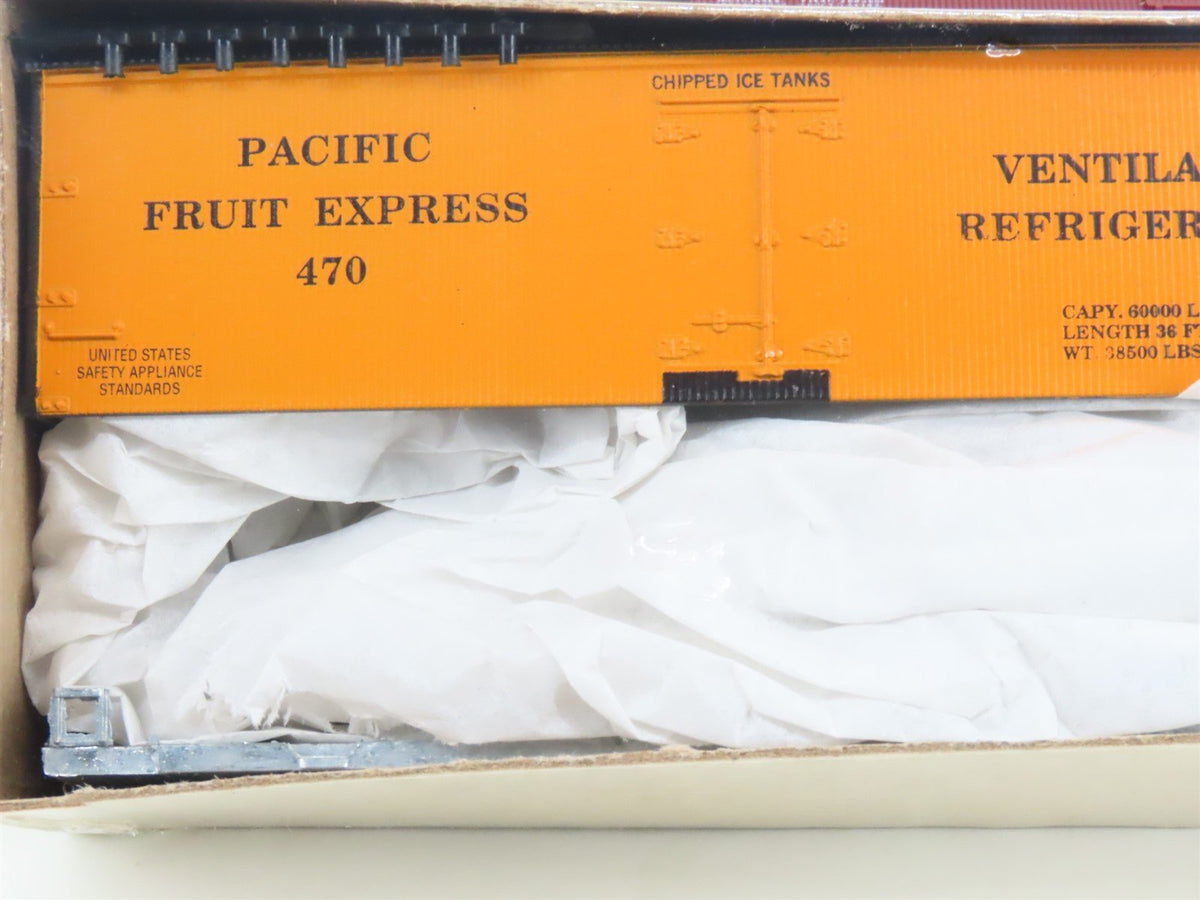 CHIPPED ICE TANKS
PACIFIC
FRUIT EXPRESS
470
UNITED STATES
SAFETY APPLIANCE
STANDARDS
VENTILA
REFRIGER
CAPY. 60000 L
LENGTH 36 F
WT. 38500 LBS